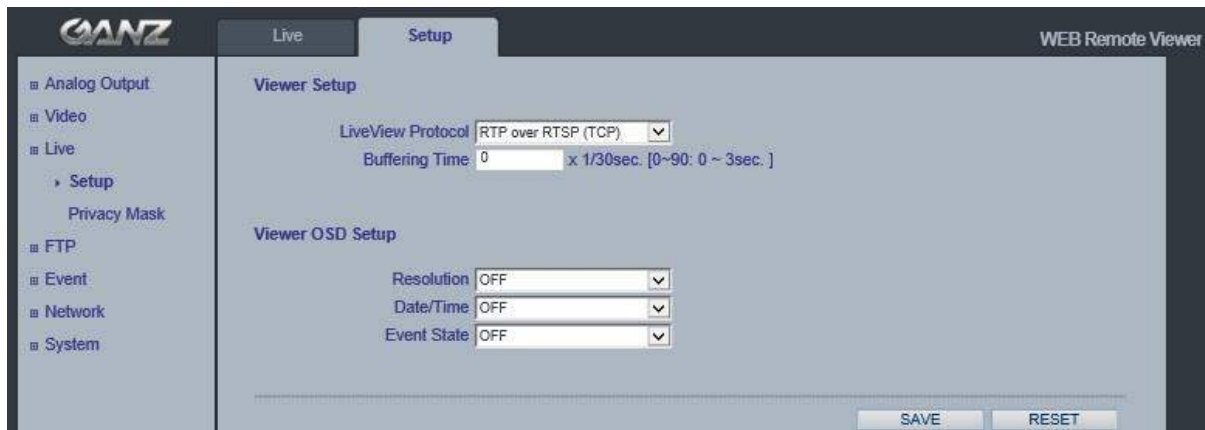 GANZ
Live
Setup
WEB Remote Viewer
Analog Output
Video
Live
Setup
Privacy Mask
FTP
Event
Network
System
Viewer Setup
LiveView Protocol RTP over RTSP (TCP)
Buffering Time 0 x 1/30sec. [0~90: 0 ~ 3sec. ]
Viewer OSD Setup
Resolution OFF
Date/Time OFF
Event State OFF
SAVE
RESET